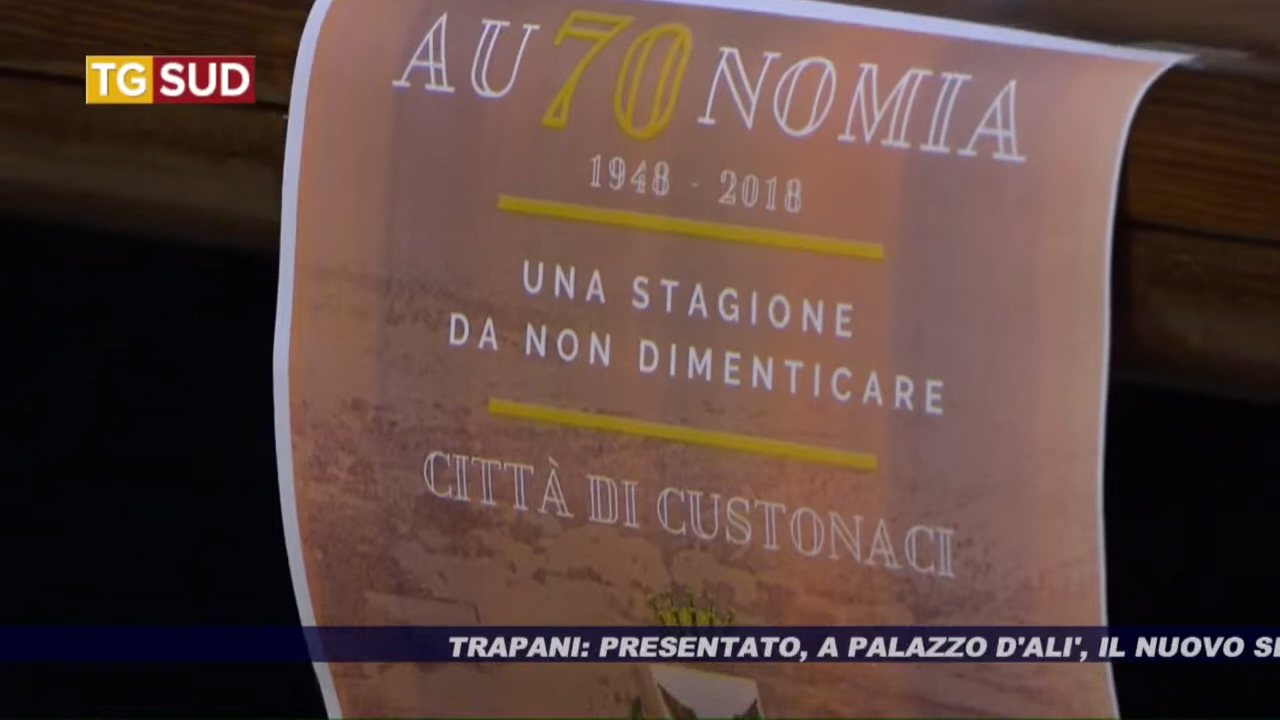 TG SUD
AU70NOMIA
1948 - 2018
UNA STAGIONE
DA NON DIMENTICARE
CITTÀ DI CUSTONACI
TRAPANI: PRESENTATO, A PALAZZO D'ALI', IL NUOVO